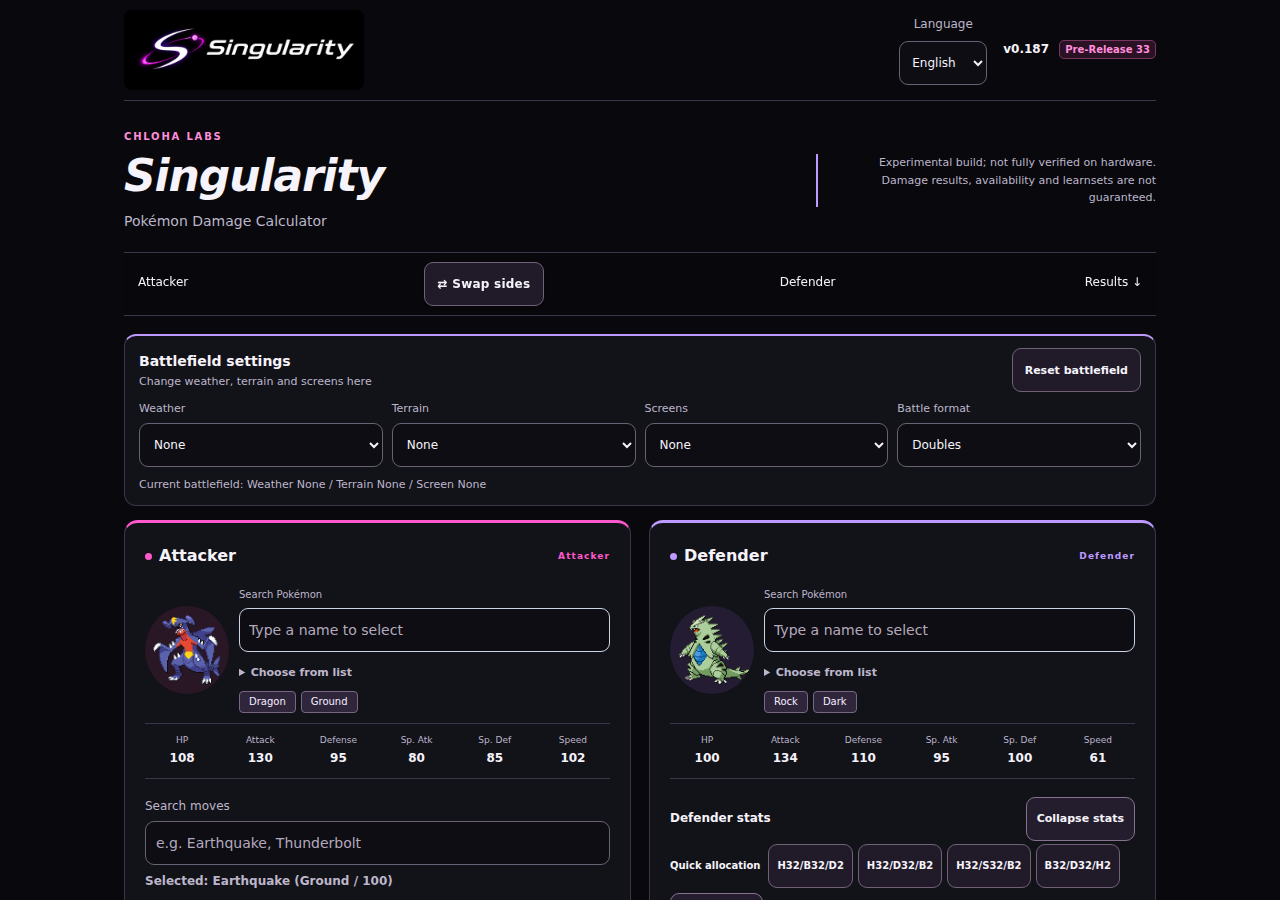 Singularity
Language
English
v0.187
Pre-Release 33
CHLOHA LABS
Singularity
Pokémon Damage Calculator
Experimental build; not fully verified on hardware.
Damage results, availability and learnsets are not
guaranteed.
Attacker
⇄ Swap sides
Defender
Results ↓
Battlefield settings
Change weather, terrain and screens here
Reset battlefield
Weather
Terrain
Screens
Battle format
None
None
None
Doubles
Current battlefield: Weather None / Terrain None / Screen None
Attacker
Attacker
Search Pokémon
Type a name to select
Choose from list
Dragon
Ground
HP
Attack
Defense
Sp. Atk
Sp. Def
Speed
108
130
95
80
85
102
Search moves
e.g. Earthquake, Thunderbolt
Selected: Earthquake (Ground / 100)
Defender
Defender
Search Pokémon
Type a name to select
Choose from list
Rock
Dark
HP
Attack
Defense
Sp. Atk
Sp. Def
Speed
100
134
110
95
100
61
Defender stats
Collapse stats
Quick allocation
H32/B32/D2
H32/D32/B2
H32/S32/B2
B32/D32/H2